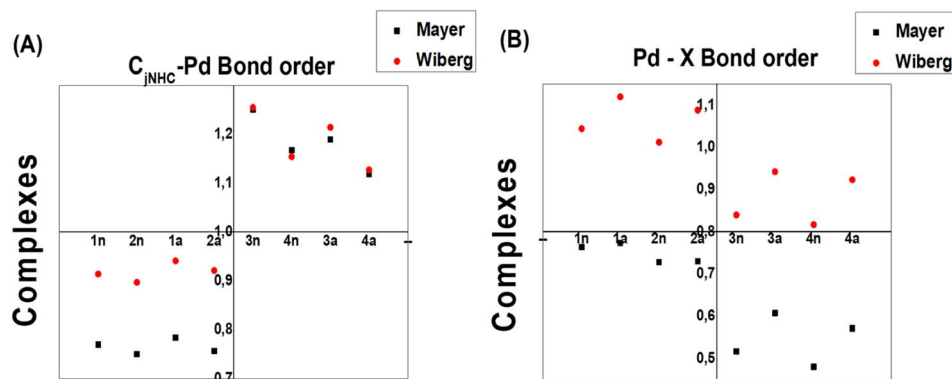 (A)
Mayer
Wiberg
C_jNHC-Pd Bond order
Complexes
1,2
1,1
1,0
0,9
0,8
0,7
1n 2n 1a 2a 3n 4n 3a 4a
(B)
Mayer
Wiberg
Pd - X Bond order
Complexes
1,1
1,0
0,9
0,8
0,7
0,6
0,5
1n 1a 2n 2a 3n 3a 4n 4a